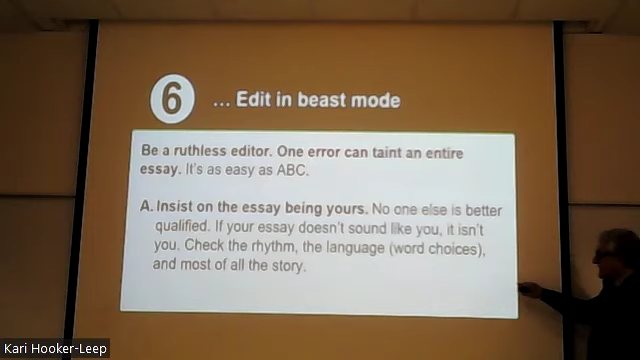 6 ... Edit in beast mode
Be a ruthless editor. One error can taint an entire
essay. It's as easy as ABC.
A. Insist on the essay being yours. No one else is better
qualified. If your essay doesn't sound like you, it isn't
you. Check the rhythm, the language (word choices),
and most of all the story.
Kari Hooker-Leep